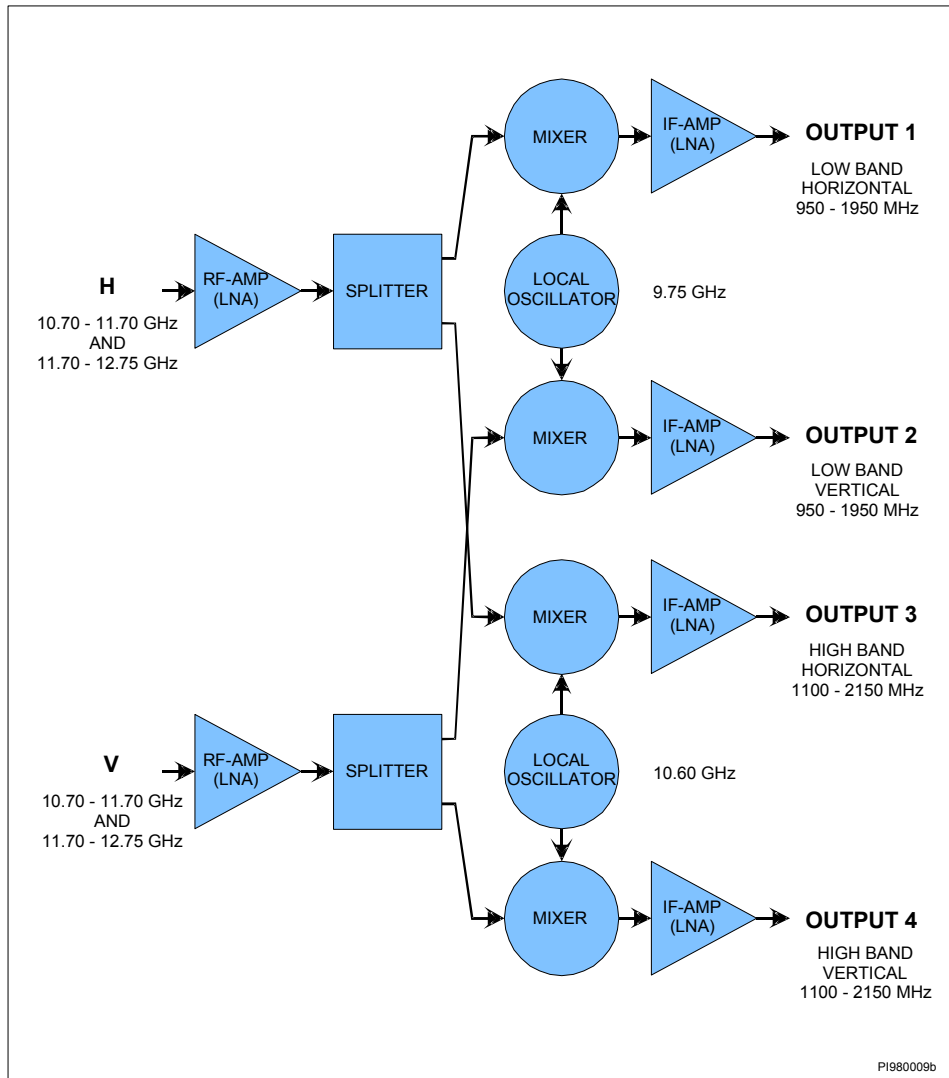 MIXER
IF-AMP
(LNA)
OUTPUT 1
LOW BAND
HORIZONTAL
950 - 1950 MHz
H
10.70 - 11.70 GHz
AND
11.70 - 12.75 GHz
RF-AMP
(LNA)
SPLITTER
LOCAL
OSCILLATOR
9.75 GHz
MIXER
IF-AMP
(LNA)
OUTPUT 2
LOW BAND
VERTICAL
950 - 1950 MHz
MIXER
IF-AMP
(LNA)
OUTPUT 3
HIGH BAND
HORIZONTAL
1100 - 2150 MHz
V
10.70 - 11.70 GHz
AND
11.70 - 12.75 GHz
RF-AMP
(LNA)
SPLITTER
LOCAL
OSCILLATOR
10.60 GHz
MIXER
IF-AMP
(LNA)
OUTPUT 4
HIGH BAND
VERTICAL
1100 - 2150 MHz
PI980009b